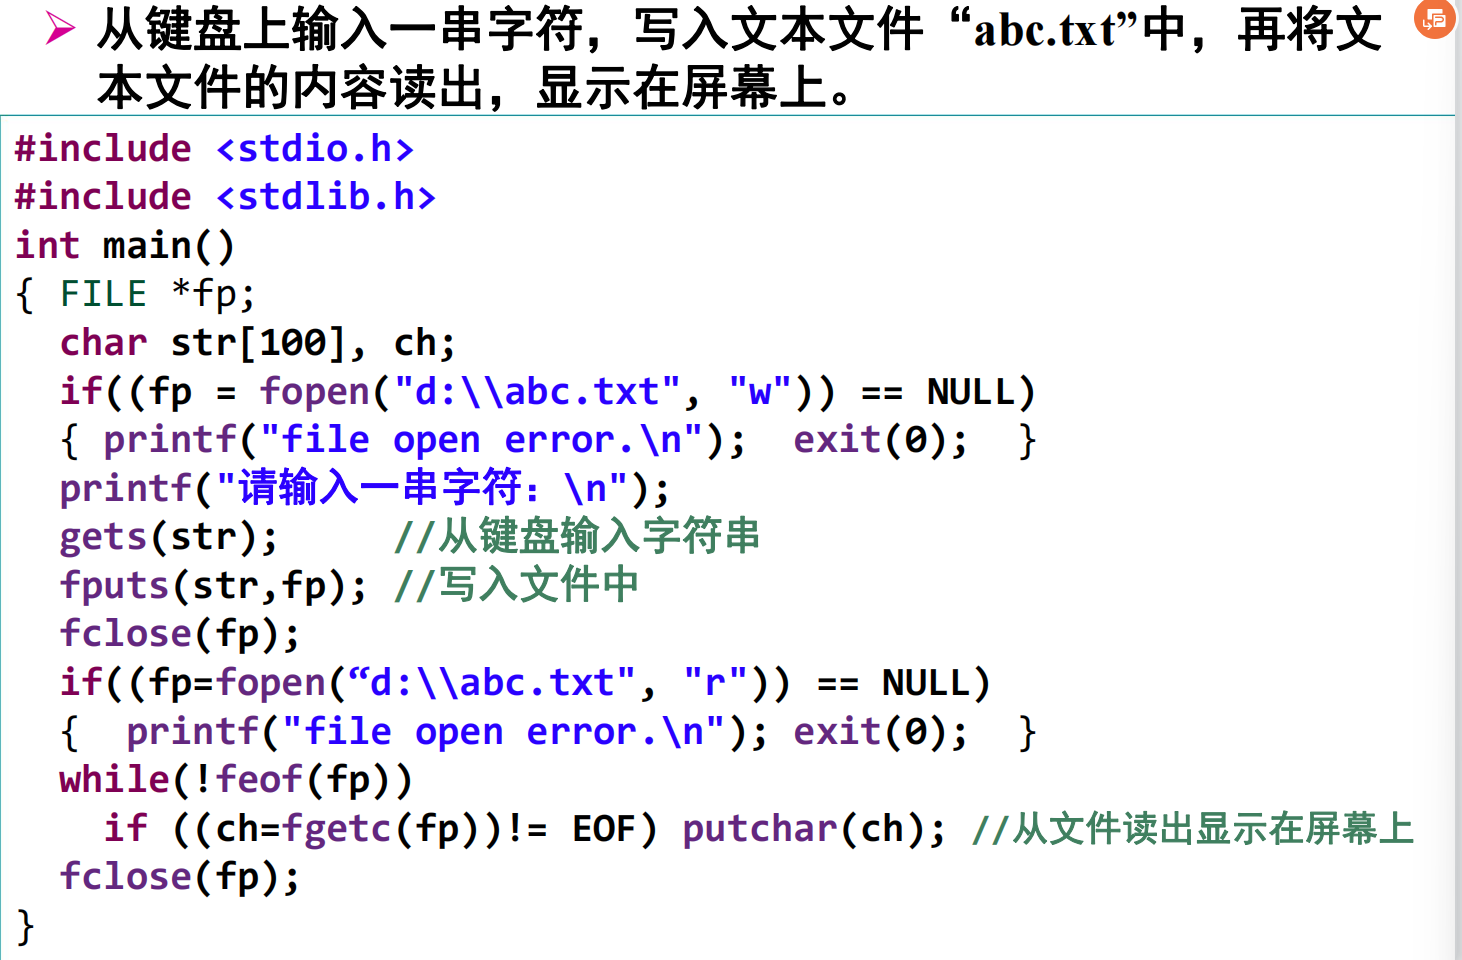 从键盘上输入一串字符，写入文本文件“abc.txt”中，再将文
本文件的内容读出，显示在屏幕上。
#include <stdio.h>
#include <stdlib.h>
int main()
{ FILE *fp;
  char str[100], ch;
  if((fp = fopen("d:\\abc.txt", "w")) == NULL)
  { printf("file open error.\n");  exit(0);  }
  printf("请输入一串字符：\n");
  gets(str);     //从键盘输入字符串
  fputs(str,fp); //写入文件中
  fclose(fp);
  if((fp=fopen(“d:\\abc.txt", "r")) == NULL)
  {  printf("file open error.\n"); exit(0);  }
  while(!feof(fp))
    if ((ch=fgetc(fp))!= EOF) putchar(ch); //从文件读出显示在屏幕上
  fclose(fp);
}